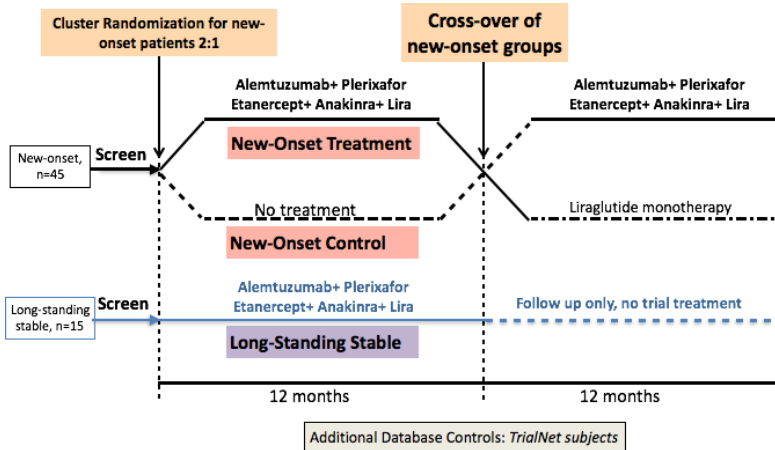 Cluster Randomization for new-
onset patients 2:1
Cross-over of
new-onset groups
Alemtuzumab+ Plerixafor
Etanercept+ Anakinra+ Lira
Alemtuzumab+ Plerixafor
Etanercept+ Anakinra+ Lira
New-onset,
n=45
Screen
New-Onset Treatment
No treatment
Liraglutide monotherapy
New-Onset Control
Long-standing
stable, n=15
Screen
Alemtuzumab+ Plerixafor
Etanercept+ Anakinra+ Lira
Follow up only, no trial treatment
Long-Standing Stable
12 months
12 months
Additional Database Controls: TrialNet subjects